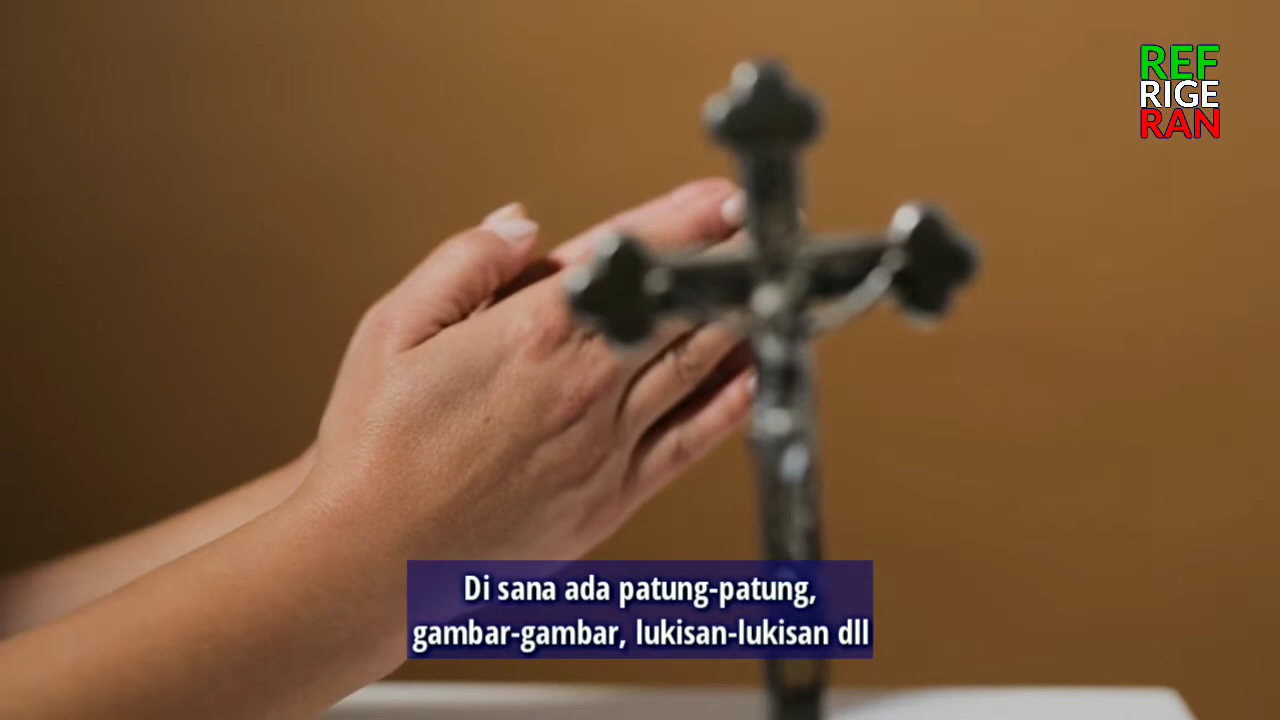 REF
RIGE
RAN
Di sana ada patung-patung,
gambar-gambar, lukisan-lukisan dll